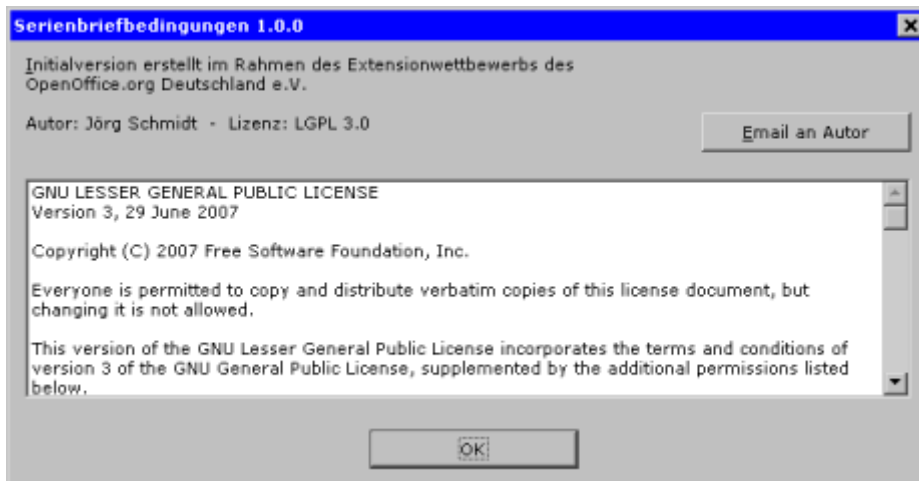 Serienbriefbedingungen 1.0.0
Initialversion erstellt im Rahmen des Extensionwettbewerbs des
OpenOffice.org Deutschland e.V.
Autor: Jörg Schmidt - Lizenz: LGPL 3.0
Email an Autor
GNU LESSER GENERAL PUBLIC LICENSE
Version 3, 29 June 2007
Copyright (C) 2007 Free Software Foundation, Inc.
Everyone is permitted to copy and distribute verbatim copies of this license document, but
changing it is not allowed.
This version of the GNU Lesser General Public License incorporates the terms and conditions of
version 3 of the GNU General Public License, supplemented by the additional permissions listed
below.
OK